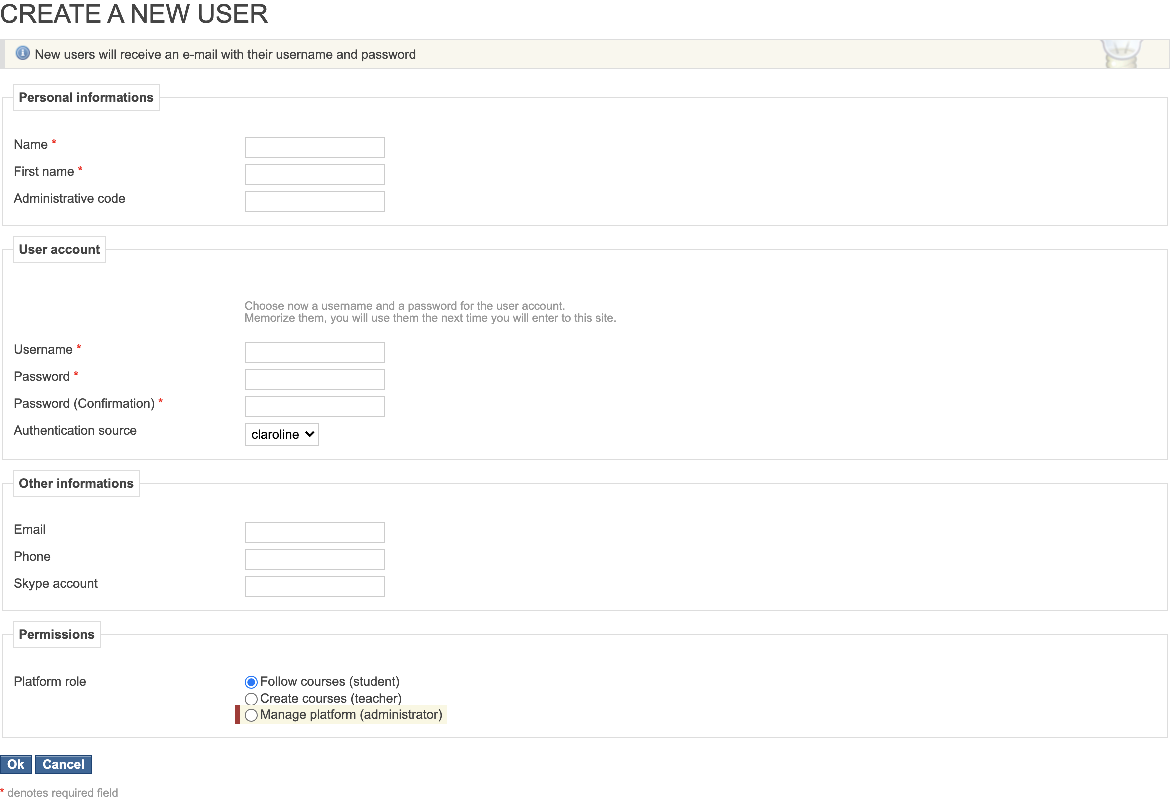 CREATE A NEW USER
New users will receive an e-mail with their username and password
Personal informations
Name *
First name *
Administrative code
User account
Choose now a username and a password for the user account.
Memorize them, you will use them the next time you will enter to this site.
Username *
Password *
Password (Confirmation) *
Authentication source
claroline
Other informations
Email
Phone
Skype account
Permissions
Platform role
Follow courses (student)
Create courses (teacher)
Manage platform (administrator)
Ok Cancel
* denotes required field